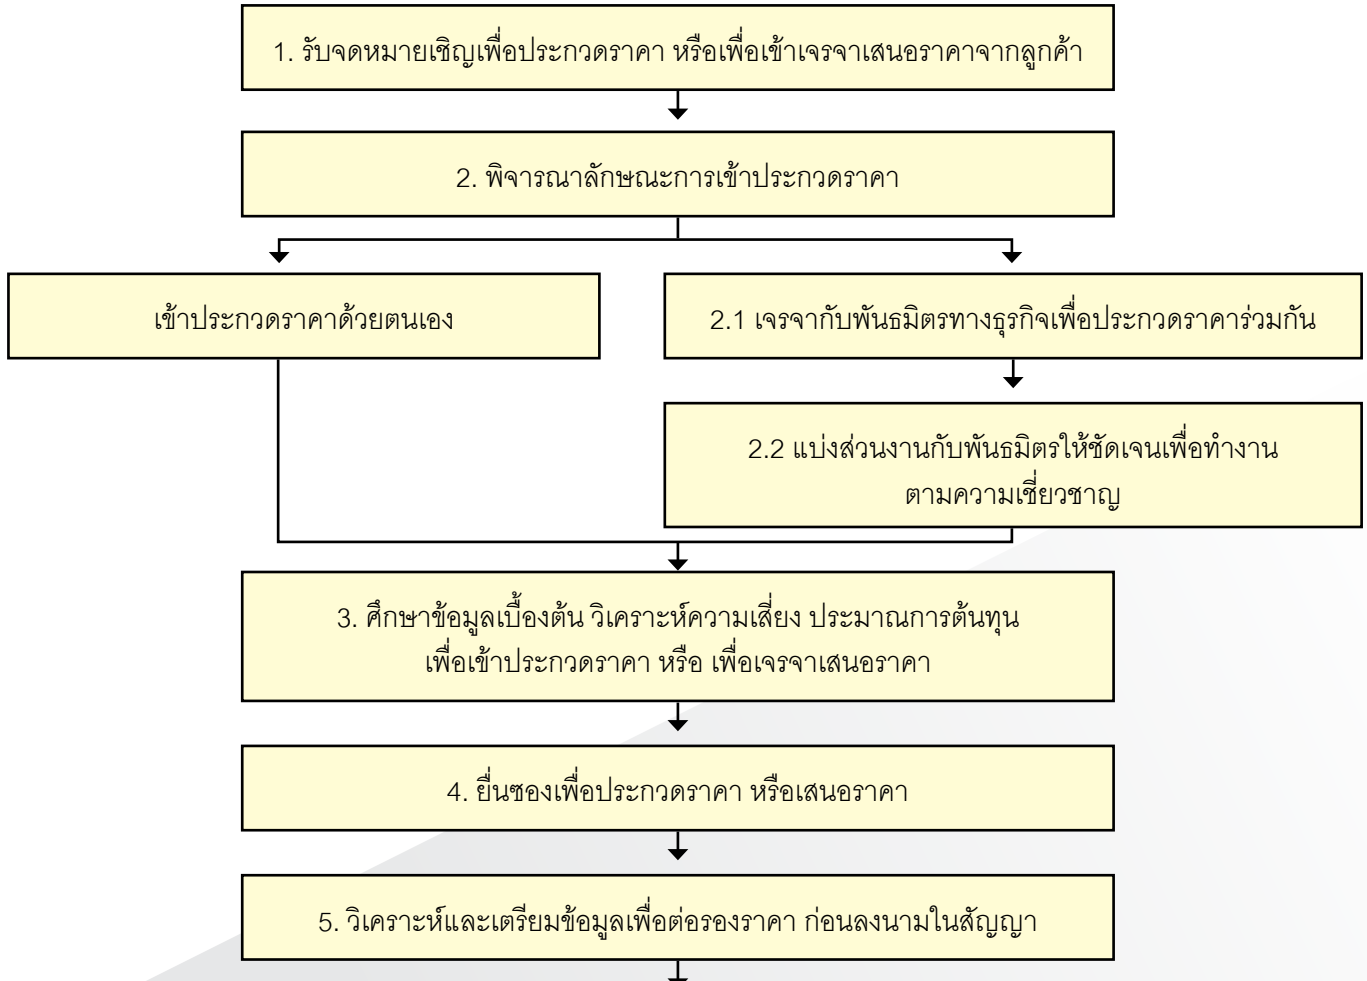 1. รับจดหมายเชิญเพื่อประกวดราคา หรือเพื่อเข้าเจรจาเสนอราคาจากลูกค้า
2. พิจารณาลักษณะการเข้าประกวดราคา
เข้าประกวดราคาด้วยตนเอง
2.1 เจรจากับพันธมิตรทางธุรกิจเพื่อประกวดราคาร่วมกัน
2.2 แบ่งส่วนงานกับพันธมิตรให้ชัดเจนเพื่อทำงาน
ตามความเชี่ยวชาญ
3. ศึกษาข้อมูลเบื้องต้น วิเคราะห์ความเสี่ยง ประมาณการต้นทุน
เพื่อเข้าประกวดราคา หรือ เพื่อเจรจาเสนอราคา
4. ยื่นซองเพื่อประกวดราคา หรือเสนอราคา
5. วิเคราะห์และเตรียมข้อมูลเพื่อต่อรองราคา ก่อนลงนามในสัญญา